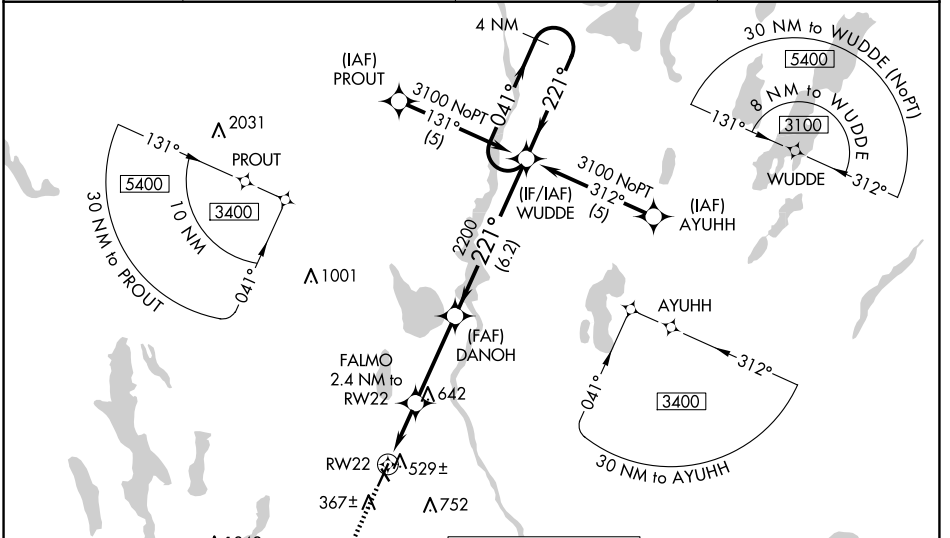 4 NM
041°
221°
(IAF)
PROUT
3100 NoPT
131°
(5)
30 NM to WUDDE (NoPT)
5400
8 NM to WUDDE
3100
131°
WUDDE
312°
2031
131°
PROUT
5400
3400
10 NM
30 NM to PROUT
041°
3100 NoPT
312°
(5)
(IF/IAF)
WUDDE
(IAF)
AYUHH
2200
221°
(6.2)
1001
(FAF)
DANOH
AYUHH
312°
041°
3400
30 NM to AYUHH
FALMO
2.4 NM to
RW22
642
RW22
529±
367±
752